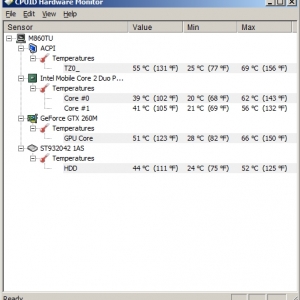 CPUID Hardware Monitor
File Edit View Help
Sensor Value Min Max
M860TU
ACPI
Temperatures
TZ0_ 55 °C (131 °F) 25 °C (77 °F) 69 °C (156 °F)
Intel Mobile Core 2 Duo P...
Temperatures
Core #0 39 °C (102 °F) 20 °C (68 °F) 62 °C (143 °F)
Core #1 41 °C (105 °F) 21 °C (69 °F) 56 °C (132 °F)
GeForce GTX 260M
Temperatures
GPU Core 51 °C (123 °F) 28 °C (82 °F) 66 °C (150 °F)
ST932042 1AS
Temperatures
HDD 44 °C (111 °F) 24 °C (75 °F) 52 °C (125 °F)
Ready